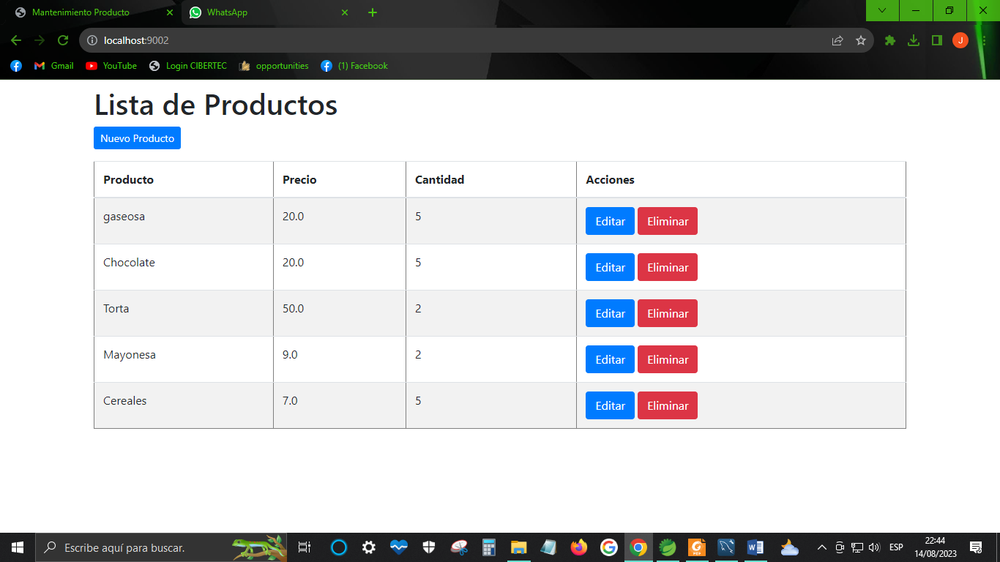 Mantenimiento Producto
WhatsApp
localhost:9002
J
Gmail
YouTube
Login CIBERTEC
opportunities
(1) Facebook
Lista de Productos
Nuevo Producto
Producto Precio Cantidad Acciones
gaseosa 20.0 5 Editar Eliminar
Chocolate 20.0 5 Editar Eliminar
Torta 50.0 2 Editar Eliminar
Mayonesa 9.0 2 Editar Eliminar
Cereales 7.0 5 Editar Eliminar
Escribe aquí para buscar.
ESP
22:44
14/08/2023